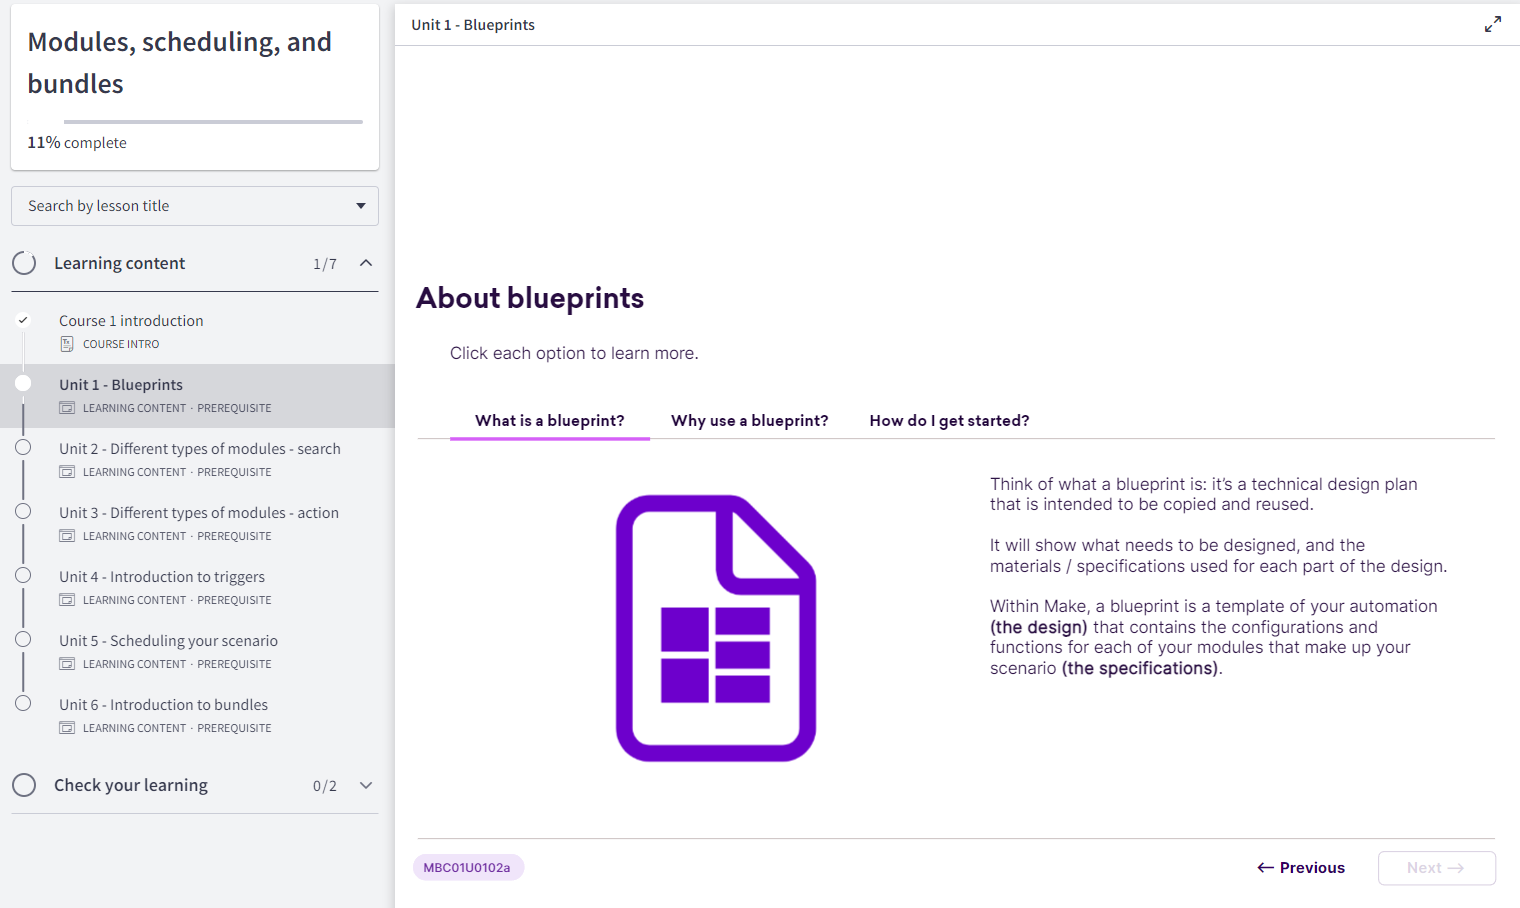 Modules, scheduling, and
bundles
11% complete
Search by lesson title
Learning content 1/7
Course 1 introduction
COURSE INTRO
Unit 1 - Blueprints
LEARNING CONTENT · PREREQUISITE
Unit 2 - Different types of modules - search
LEARNING CONTENT · PREREQUISITE
Unit 3 - Different types of modules - action
LEARNING CONTENT · PREREQUISITE
Unit 4 - Introduction to triggers
LEARNING CONTENT · PREREQUISITE
Unit 5 - Scheduling your scenario
LEARNING CONTENT · PREREQUISITE
Unit 6 - Introduction to bundles
LEARNING CONTENT · PREREQUISITE
Check your learning 0/2
Unit 1 - Blueprints
About blueprints
Click each option to learn more.
What is a blueprint? Why use a blueprint? How do I get started?
Think of what a blueprint is: it's a technical design plan
that is intended to be copied and reused.
It will show what needs to be designed, and the
materials / specifications used for each part of the design.
Within Make, a blueprint is a template of your automation
(the design) that contains the configurations and
functions for each of your modules that make up your
scenario (the specifications).
MBC01U0102a
← Previous Next →